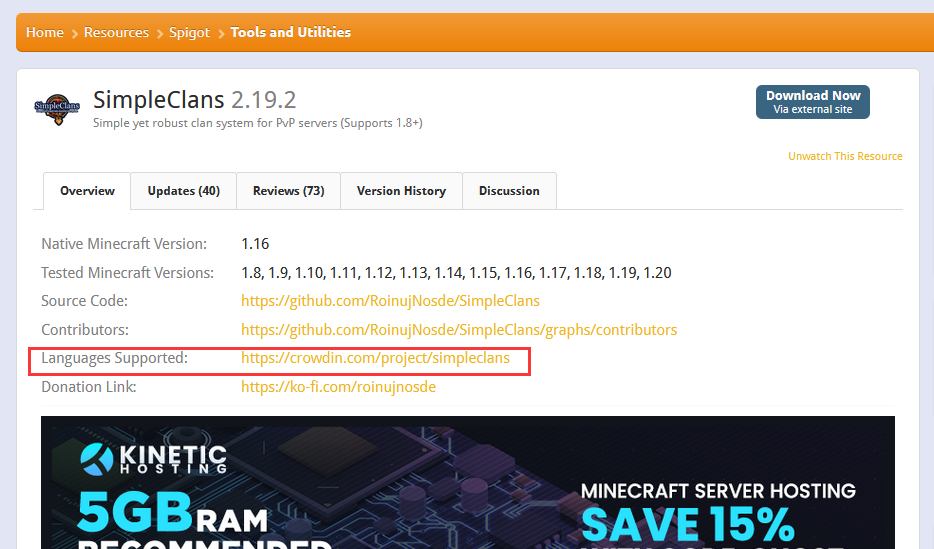 Home > Resources > Spigot > Tools and Utilities
SimpleClans
SimpleClans 2.19.2
Simple yet robust clan system for PvP servers (Supports 1.8+)
Download Now
Via external site
Unwatch This Resource
Overview
Updates (40)
Reviews (73)
Version History
Discussion
Native Minecraft Version: 1.16
Tested Minecraft Versions: 1.8, 1.9, 1.10, 1.11, 1.12, 1.13, 1.14, 1.15, 1.16, 1.17, 1.18, 1.19, 1.20
Source Code: https://github.com/RoinujNosde/SimpleClans
Contributors: https://github.com/RoinujNosde/SimpleClans/graphs/contributors
Languages Supported: https://crowdin.com/project/simpleclans
Donation Link: https://ko-fi.com/roinujnosde
KINETIC
HOSTING
5GB RAM
RECOMMENDED
MINECRAFT SERVER HOSTING
SAVE 15%